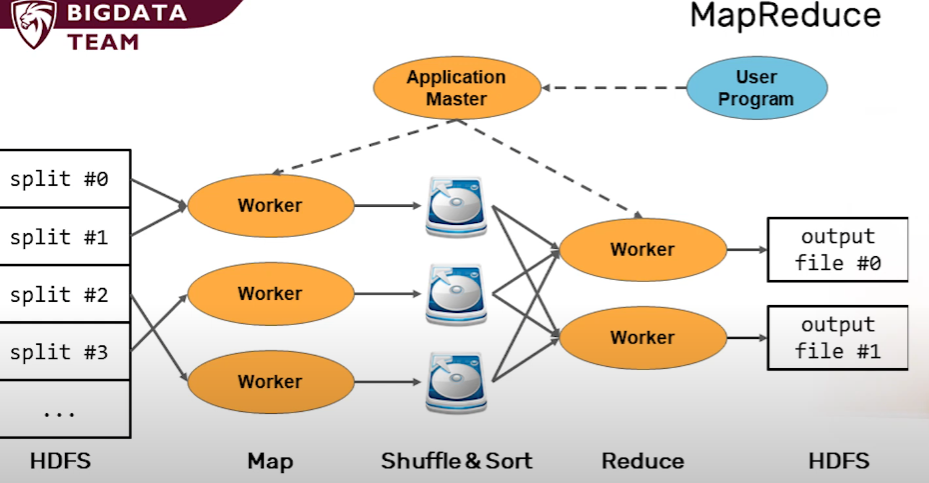 BIGDATA
TEAM
MapReduce
Application
Master
User
Program
split #0
split #1
split #2
split #3
...
Worker
Worker
Worker
Worker
Worker
output
file #0
output
file #1
HDFS
Map
Shuffle & Sort
Reduce
HDFS